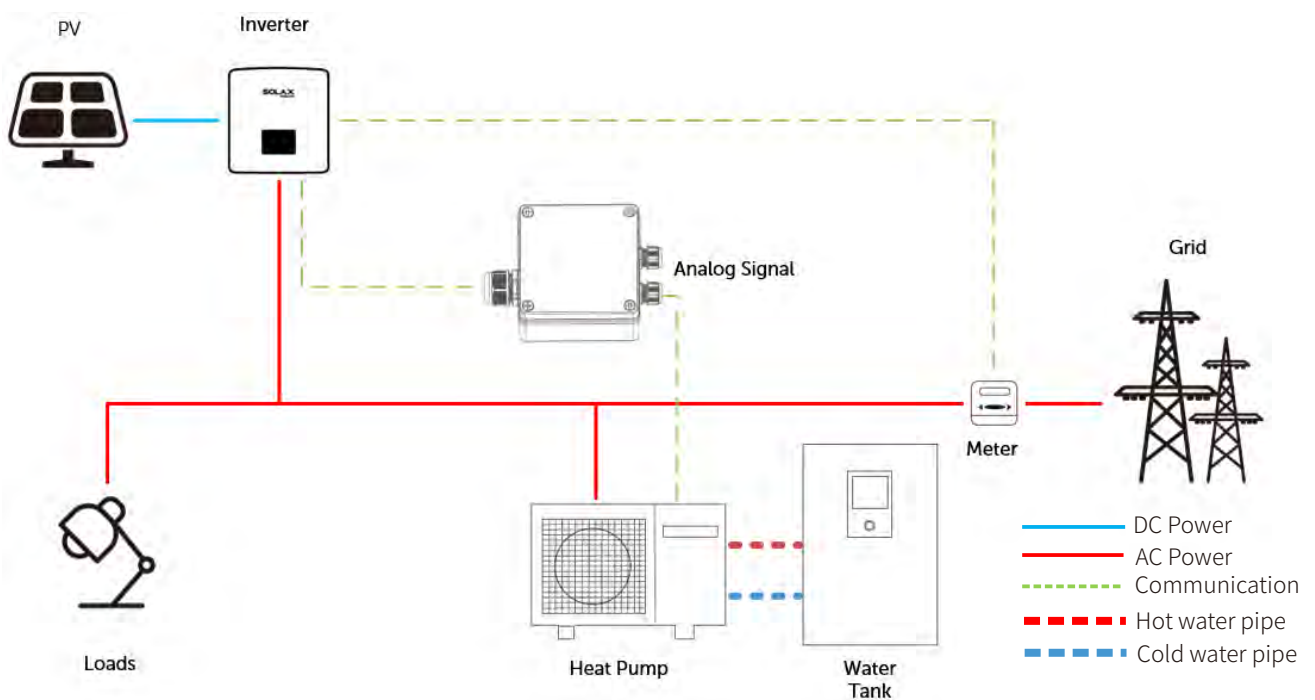 PV
Inverter
SOLAX
Analog Signal
Grid
Meter
DC Power
AC Power
Communication
Hot water pipe
Cold water pipe
Loads
Heat Pump
Water
Tank